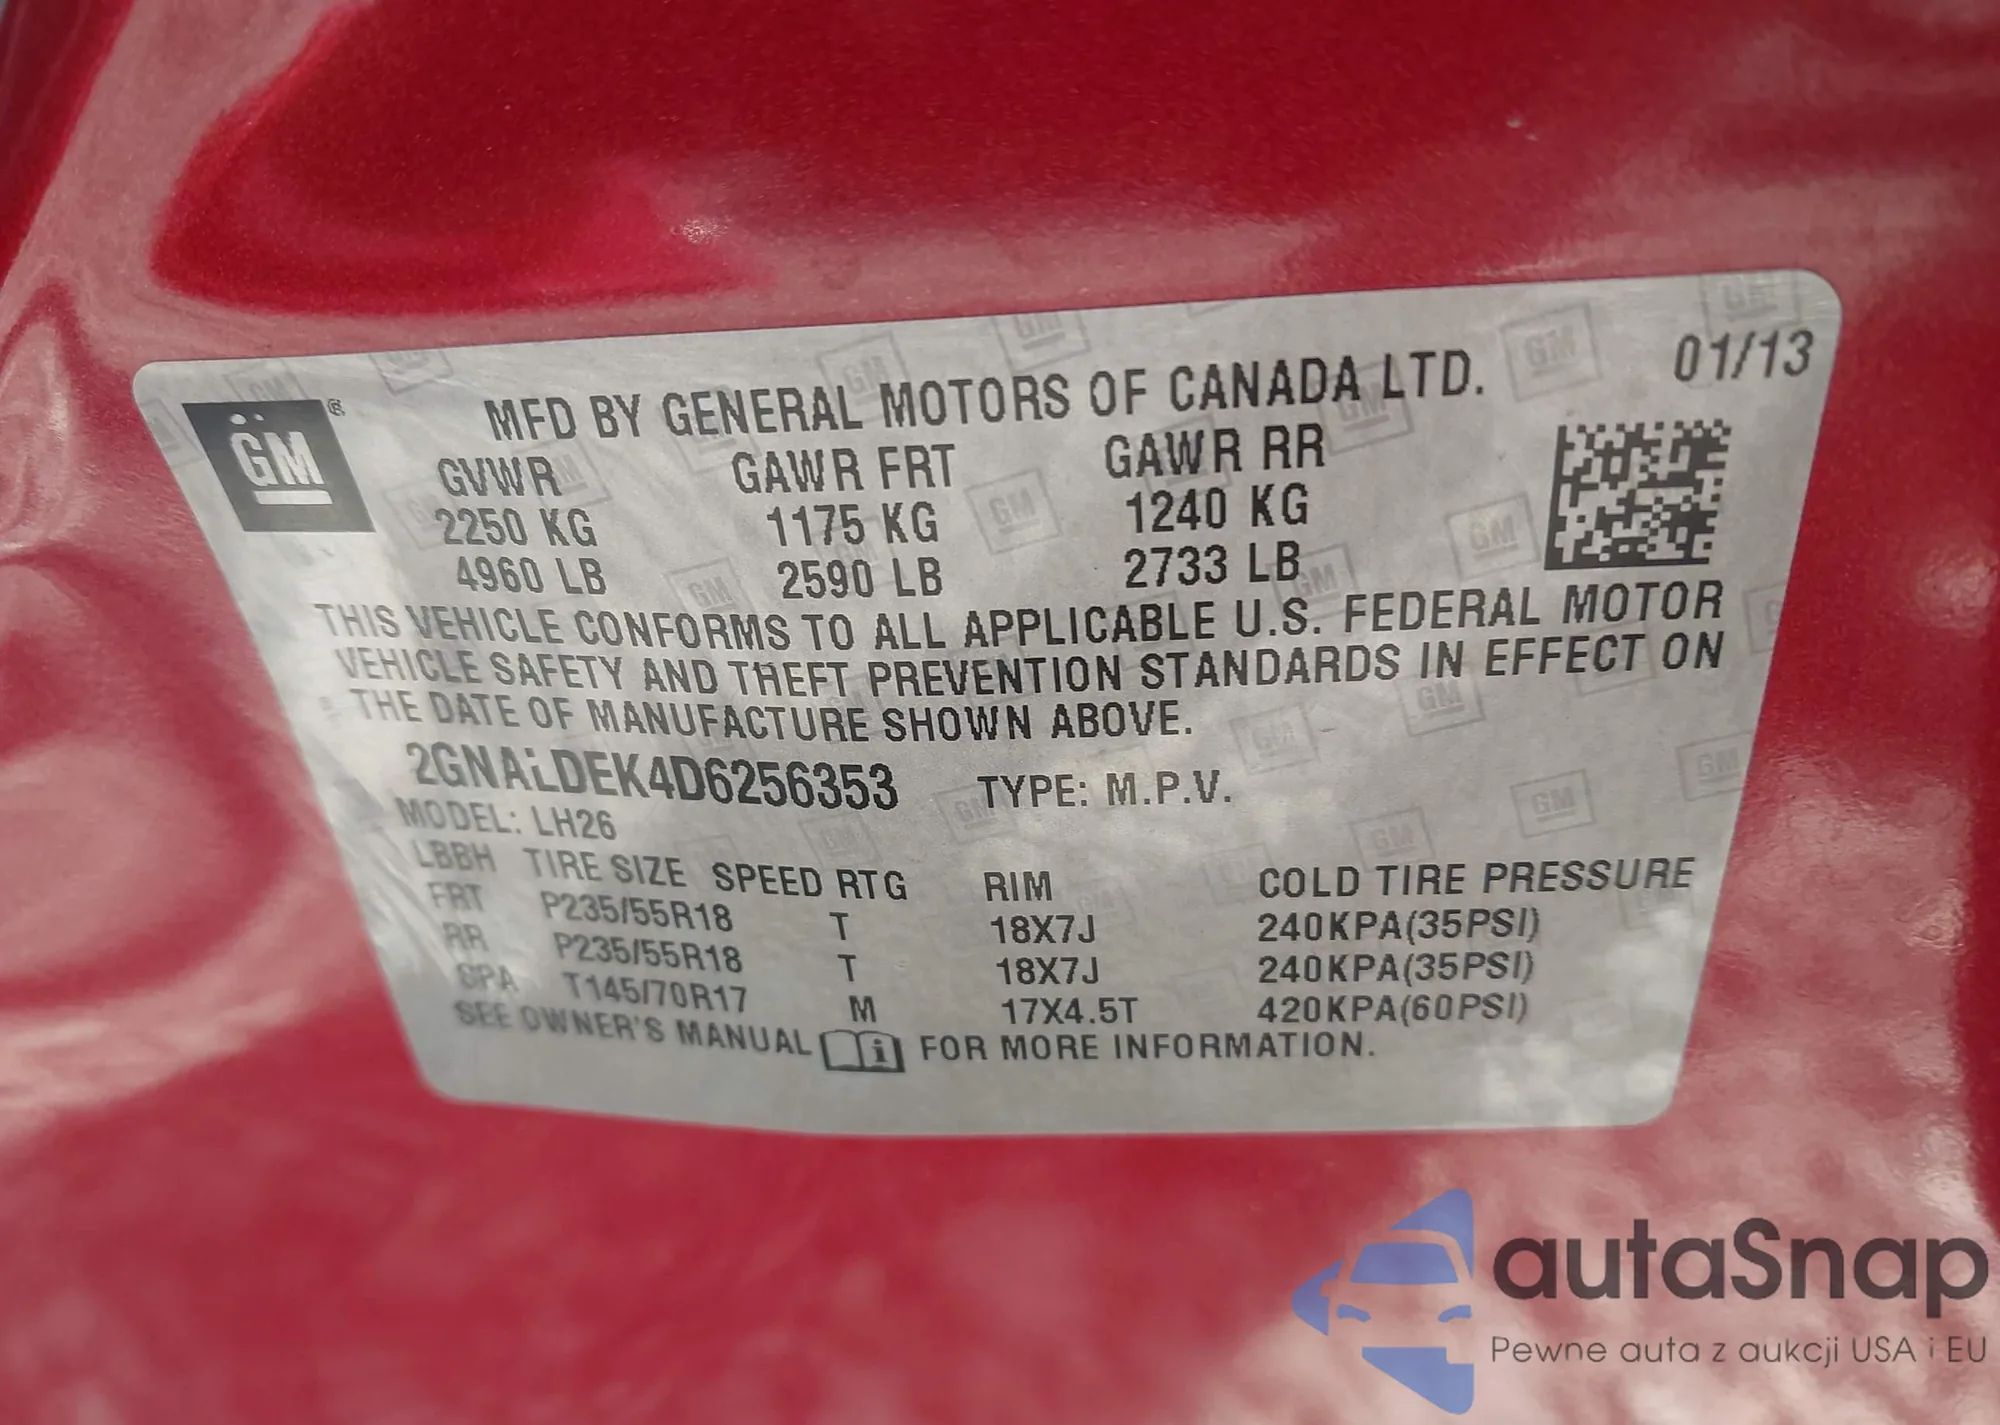 GM ®
MFD BY GENERAL MOTORS OF CANADA LTD. 01/13
GVWR GAWR FRT GAWR RR
2250 KG 1175 KG 1240 KG
4960 LB 2590 LB 2733 LB
THIS VEHICLE CONFORMS TO ALL APPLICABLE U.S. FEDERAL MOTOR
VEHICLE SAFETY AND THEFT PREVENTION STANDARDS IN EFFECT ON
THE DATE OF MANUFACTURE SHOWN ABOVE.
2GNALDEK4D6256353 TYPE: M.P.V.
MODEL: LH26
LBBH TIRE SIZE SPEED RTG RIM COLD TIRE PRESSURE
FRT P235/55R18 T 18X7J 240KPA(35PSI)
RR P235/55R18 T 18X7J 240KPA(35PSI)
SPA T145/70R17 M 17X4.5T 420KPA(60PSI)
SEE OWNER'S MANUAL i FOR MORE INFORMATION.
autaSnap
Pewne auta z aukcji USA i EU